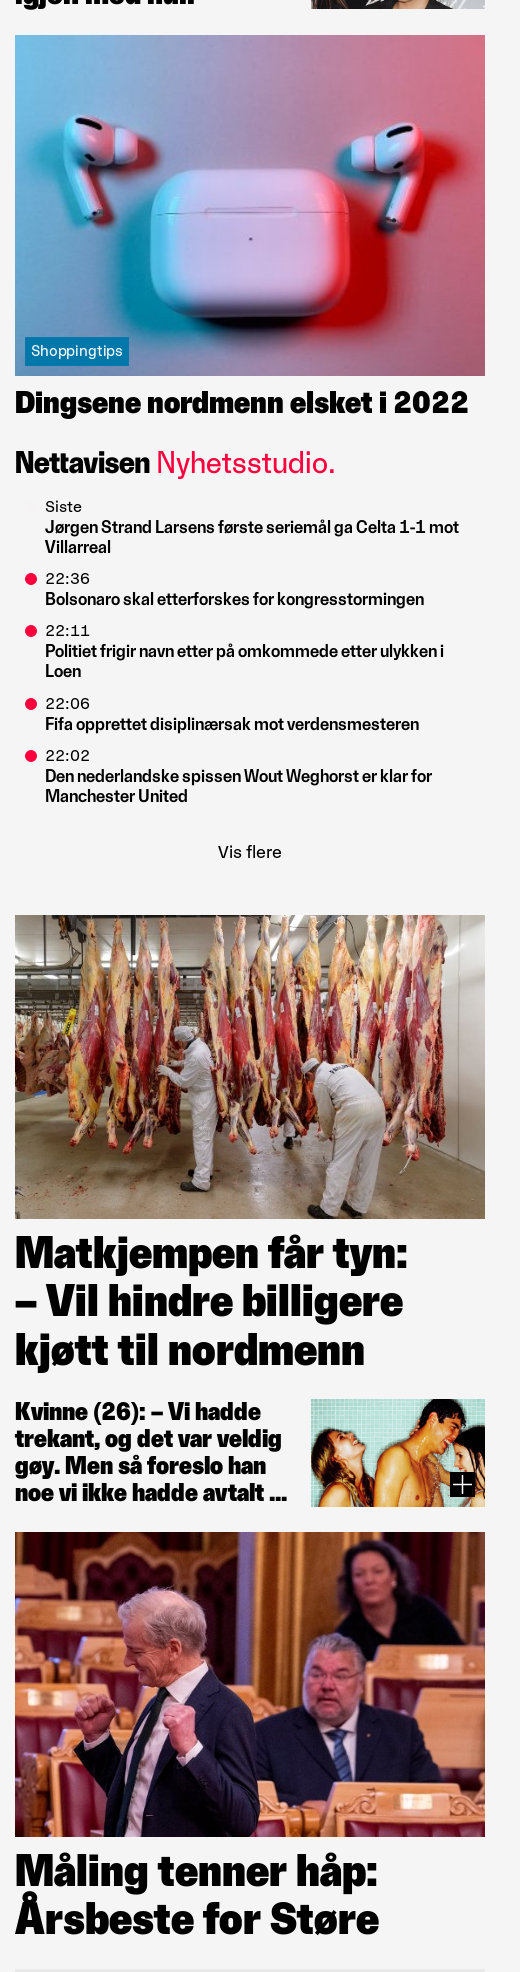 Shoppingtips
Dingsene nordmenn elsket i 2022
Nettavisen Nyhetsstudio.
Siste
Jørgen Strand Larsens første seriemål ga Celta 1-1 mot
Villarreal
22:36
Bolsonaro skal etterforskes for kongresstormingen
22:11
Politiet frigir navn etter på omkommede etter ulykken i
Loen
22:06
Fifa opprettet disiplinærsak mot verdensmesteren
22:02
Den nederlandske spissen Wout Weghorst er klar for
Manchester United
Vis flere
Matkjempen får tyn:
– Vil hindre billigere
kjøtt til nordmenn
Kvinne (26): – Vi hadde
trekant, og det var veldig
gøy. Men så foreslo han
noe vi ikke hadde avtalt ...
Måling tenner håp:
Årsbeste for Støre